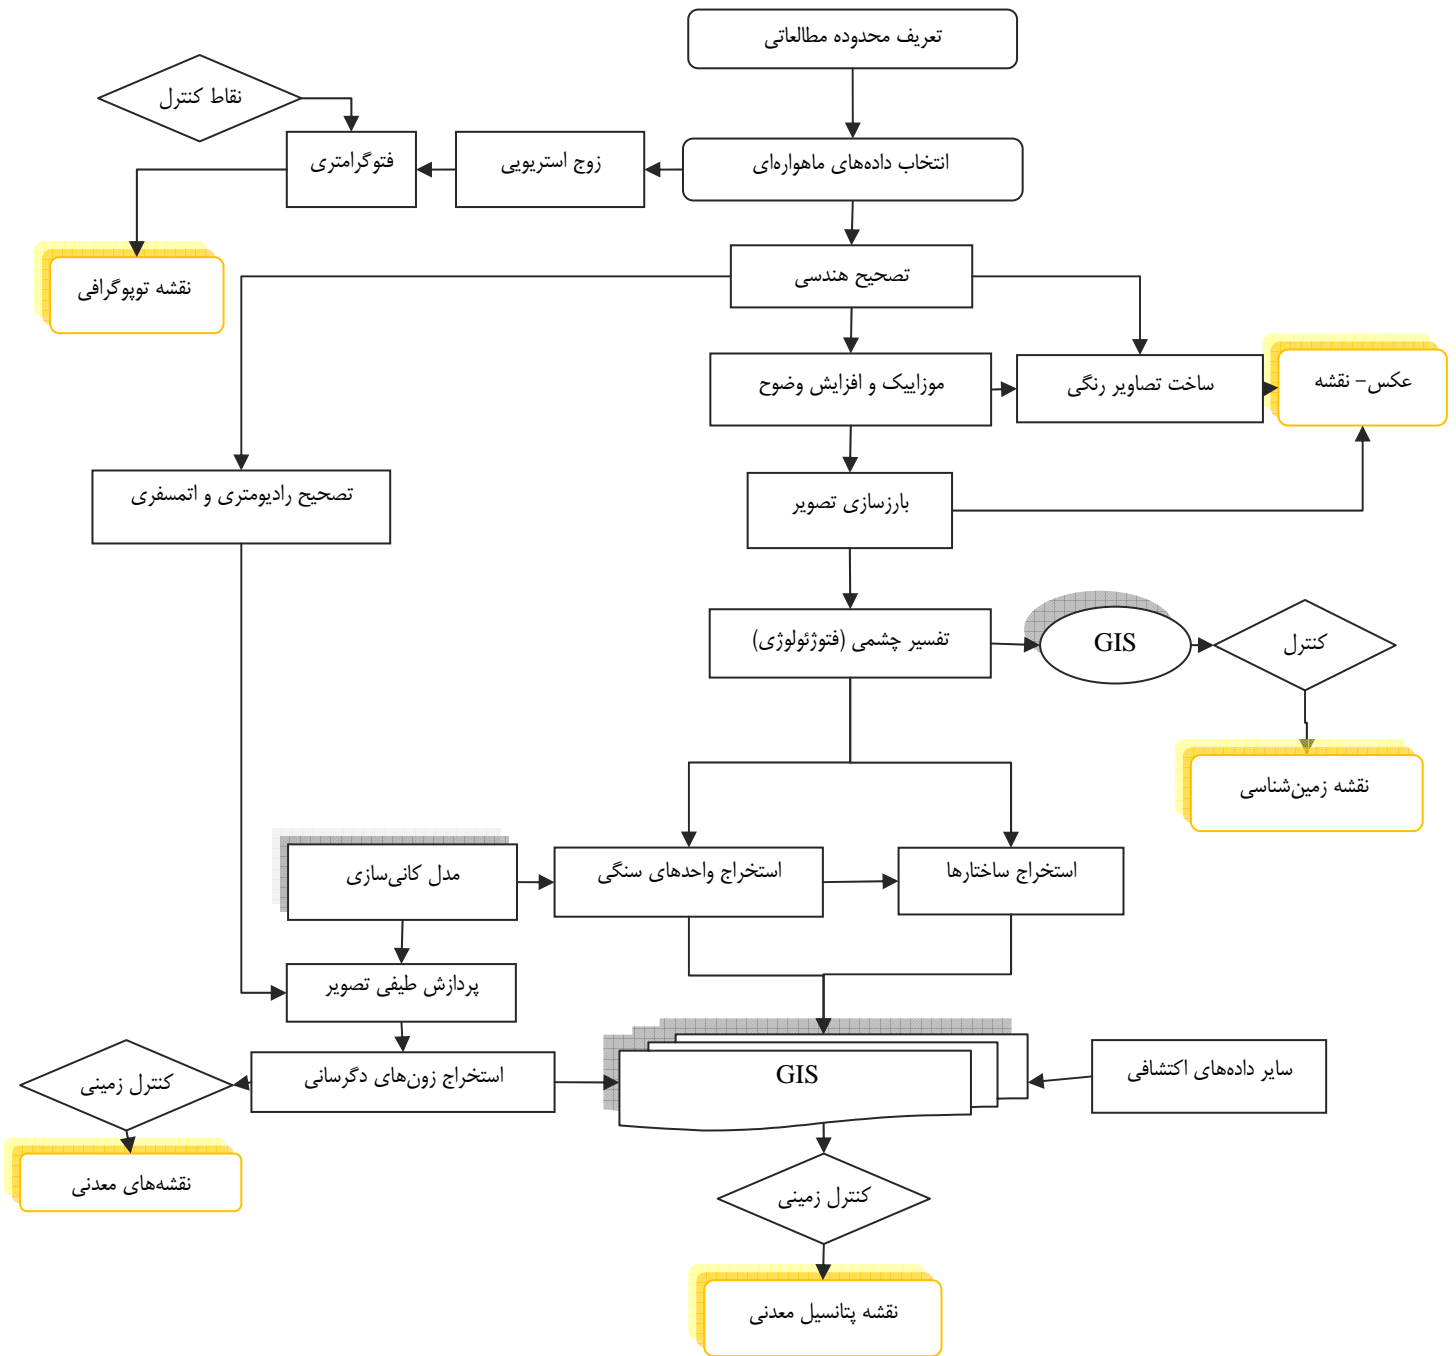 تعریف محدوده مطالعاتی
نقاط کنترل
انتخاب داده‌های ماهواره‌ای
زوج استریویی
فتوگرامتری
تصحیح هندسی
نقشه توپوگرافی
عکس- نقشه
ساخت تصاویر رنگی
موزاییک و افزایش وضوح
بارزسازی تصویر
تصحیح رادیومتری و اتمسفری
تفسیر چشمی (فتوژئولوژی)
GIS
کنترل
نقشه زمین‌شناسی
استخراج ساختارها
استخراج واحدهای سنگی
مدل کانی‌سازی
پردازش طیفی تصویر
سایر داده‌های اکتشافی
GIS
استخراج زون‌های دگرسانی
کنترل زمینی
نقشه‌های معدنی
کنترل زمینی
نقشه پتانسیل معدنی